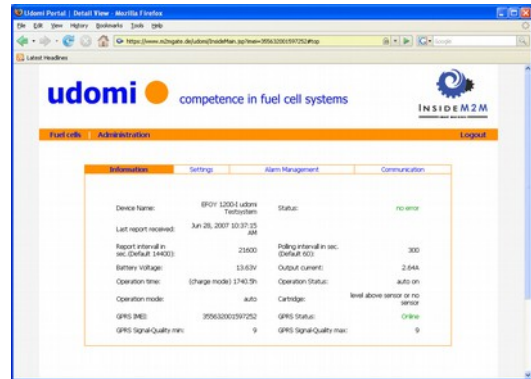 Udomi Portal | Detail View - Mozilla Firefox
File Edit View History Bookmarks Tools Help
https://www.m2mgate.de/udomi/InsideMain.jsp?imei=355632001597252#top
Google
Latest Headlines
udomi competence in fuel cell systems
INSIDE M2M
Fuel cells | Administration Logout
Information Settings Alarm Management Communication
Device Name: EFOY 1200-I udomi Testsystem Status: no error
Last report received: Jun 28, 2007 10:37:15 AM
Report interval in sec.(Default 14400): 21600 Polling interval in sec. (Default 60): 300
Battery Voltage: 13.63V Output current: 2.64A
Operation time: (charge mode) 1740.5h Operation Status: auto on
Operation mode: auto Cartridge: level above sensor or no sensor
GPRS IMEI: 355632001597252 GPRS Status: Online
GPRS Signal-Quality min: 9 GPRS Signal-Quality max: 9